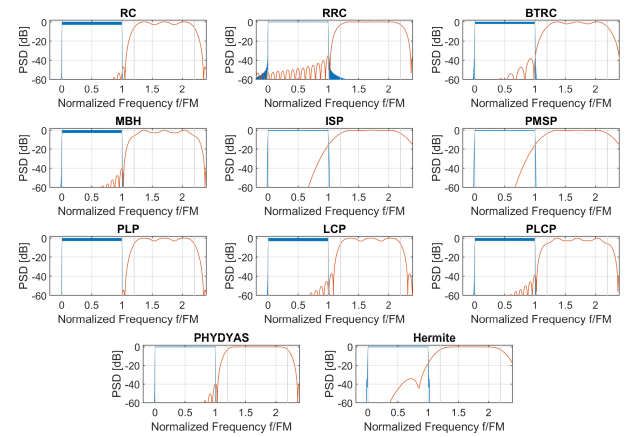 RC RRC BTRC
0 0 0
PSD [dB] -20 PSD [dB] -20 PSD [dB] -20
-40 -40 -40
-60 -60 -60
0 0.5 1 1.5 2 -0.2 0 0.5 1 1.5 2 0 0.5 1 1.5 2
Normalized Frequency f/FM Normalized Frequency f/FM Normalized Frequency f/FM
MBH ISP PMSP
0 0 0
PSD [dB] -20 PSD [dB] -20 PSD [dB] -20
-40 -40 -40
-60 -60 -60
0 0.5 1 1.5 2 0 0.5 1 1.5 2 0 0.5 1 1.5 2
Normalized Frequency f/FM Normalized Frequency f/FM Normalized Frequency f/FM
PLP LCP PLCP
0 0 0
PSD [dB] -20 PSD [dB] -20 PSD [dB] -20
-40 -40 -40
-60 -60 -60
0 0.5 1 1.5 2 0 0.5 1 1.5 2 0 0.5 1 1.5 2
Normalized Frequency f/FM Normalized Frequency f/FM Normalized Frequency f/FM
PHYDYAS Hermite
0 0
PSD [dB] -20 PSD [dB] -20
-40 -40
-60 -60
0 0.5 1 1.5 2 0 0.5 1 1.5 2
Normalized Frequency f/FM Normalized Frequency f/FM